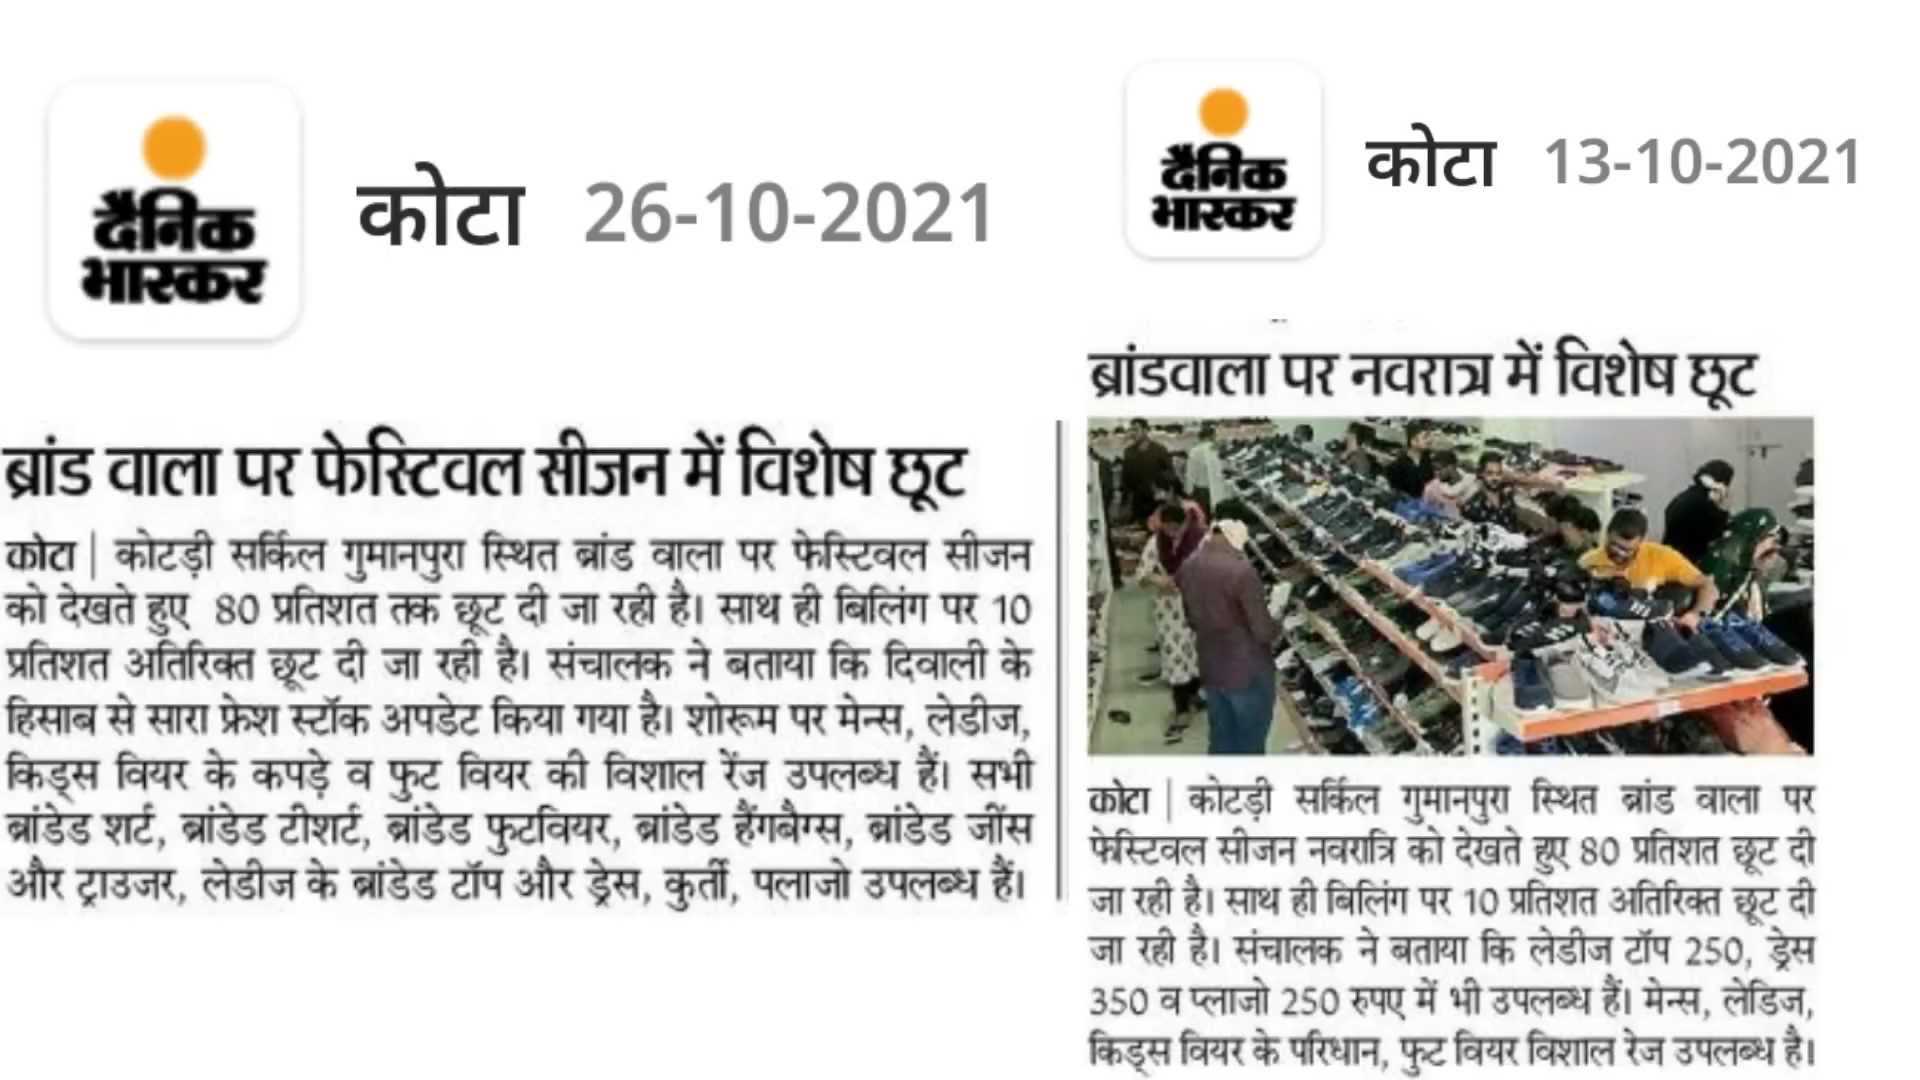 दैनिक
भास्कर
कोटा 26-10-2021
ब्रांड वाला पर फेस्टिवल सीजन में विशेष छूट
कोटा | कोटड़ी सर्किल गुमानपुरा स्थित ब्रांड वाला पर फेस्टिवल सीजन
को देखते हुए 80 प्रतिशत तक छूट दी जा रही है। साथ ही बिलिंग पर 10
प्रतिशत अतिरिक्त छूट दी जा रही है। संचालक ने बताया कि दिवाली के
हिसाब से सारा फ्रेश स्टॉक अपडेट किया गया है। शोरूम पर मेन्स, लेडीज,
किड्स वियर के कपड़े व फुट वियर की विशाल रेंज उपलब्ध हैं। सभी
ब्रांडेड शर्ट, ब्रांडेड टीशर्ट, ब्रांडेड फुटवियर, ब्रांडेड हैंगबैग्स, ब्रांडेड जींस
और ट्राउजर, लेडीज के ब्रांडेड टॉप और ड्रेस, कुर्ती, पलाजो उपलब्ध हैं।
दैनिक
भास्कर
कोटा 13-10-2021
ब्रांडवाला पर नवरात्र में विशेष छूट
कोटा | कोटड़ी सर्किल गुमानपुरा स्थित ब्रांड वाला पर
फेस्टिवल सीजन नवरात्रि को देखते हुए 80 प्रतिशत छूट दी
जा रही है। साथ ही बिलिंग पर 10 प्रतिशत अतिरिक्त छूट दी
जा रही है। संचालक ने बताया कि लेडीज टॉप 250, ड्रेस
350 व प्लाजो 250 रुपए में भी उपलब्ध हैं। मेन्स, लेडिज,
किड्स वियर के परिधान, फुट वियर विशाल रेज उपलब्ध है।